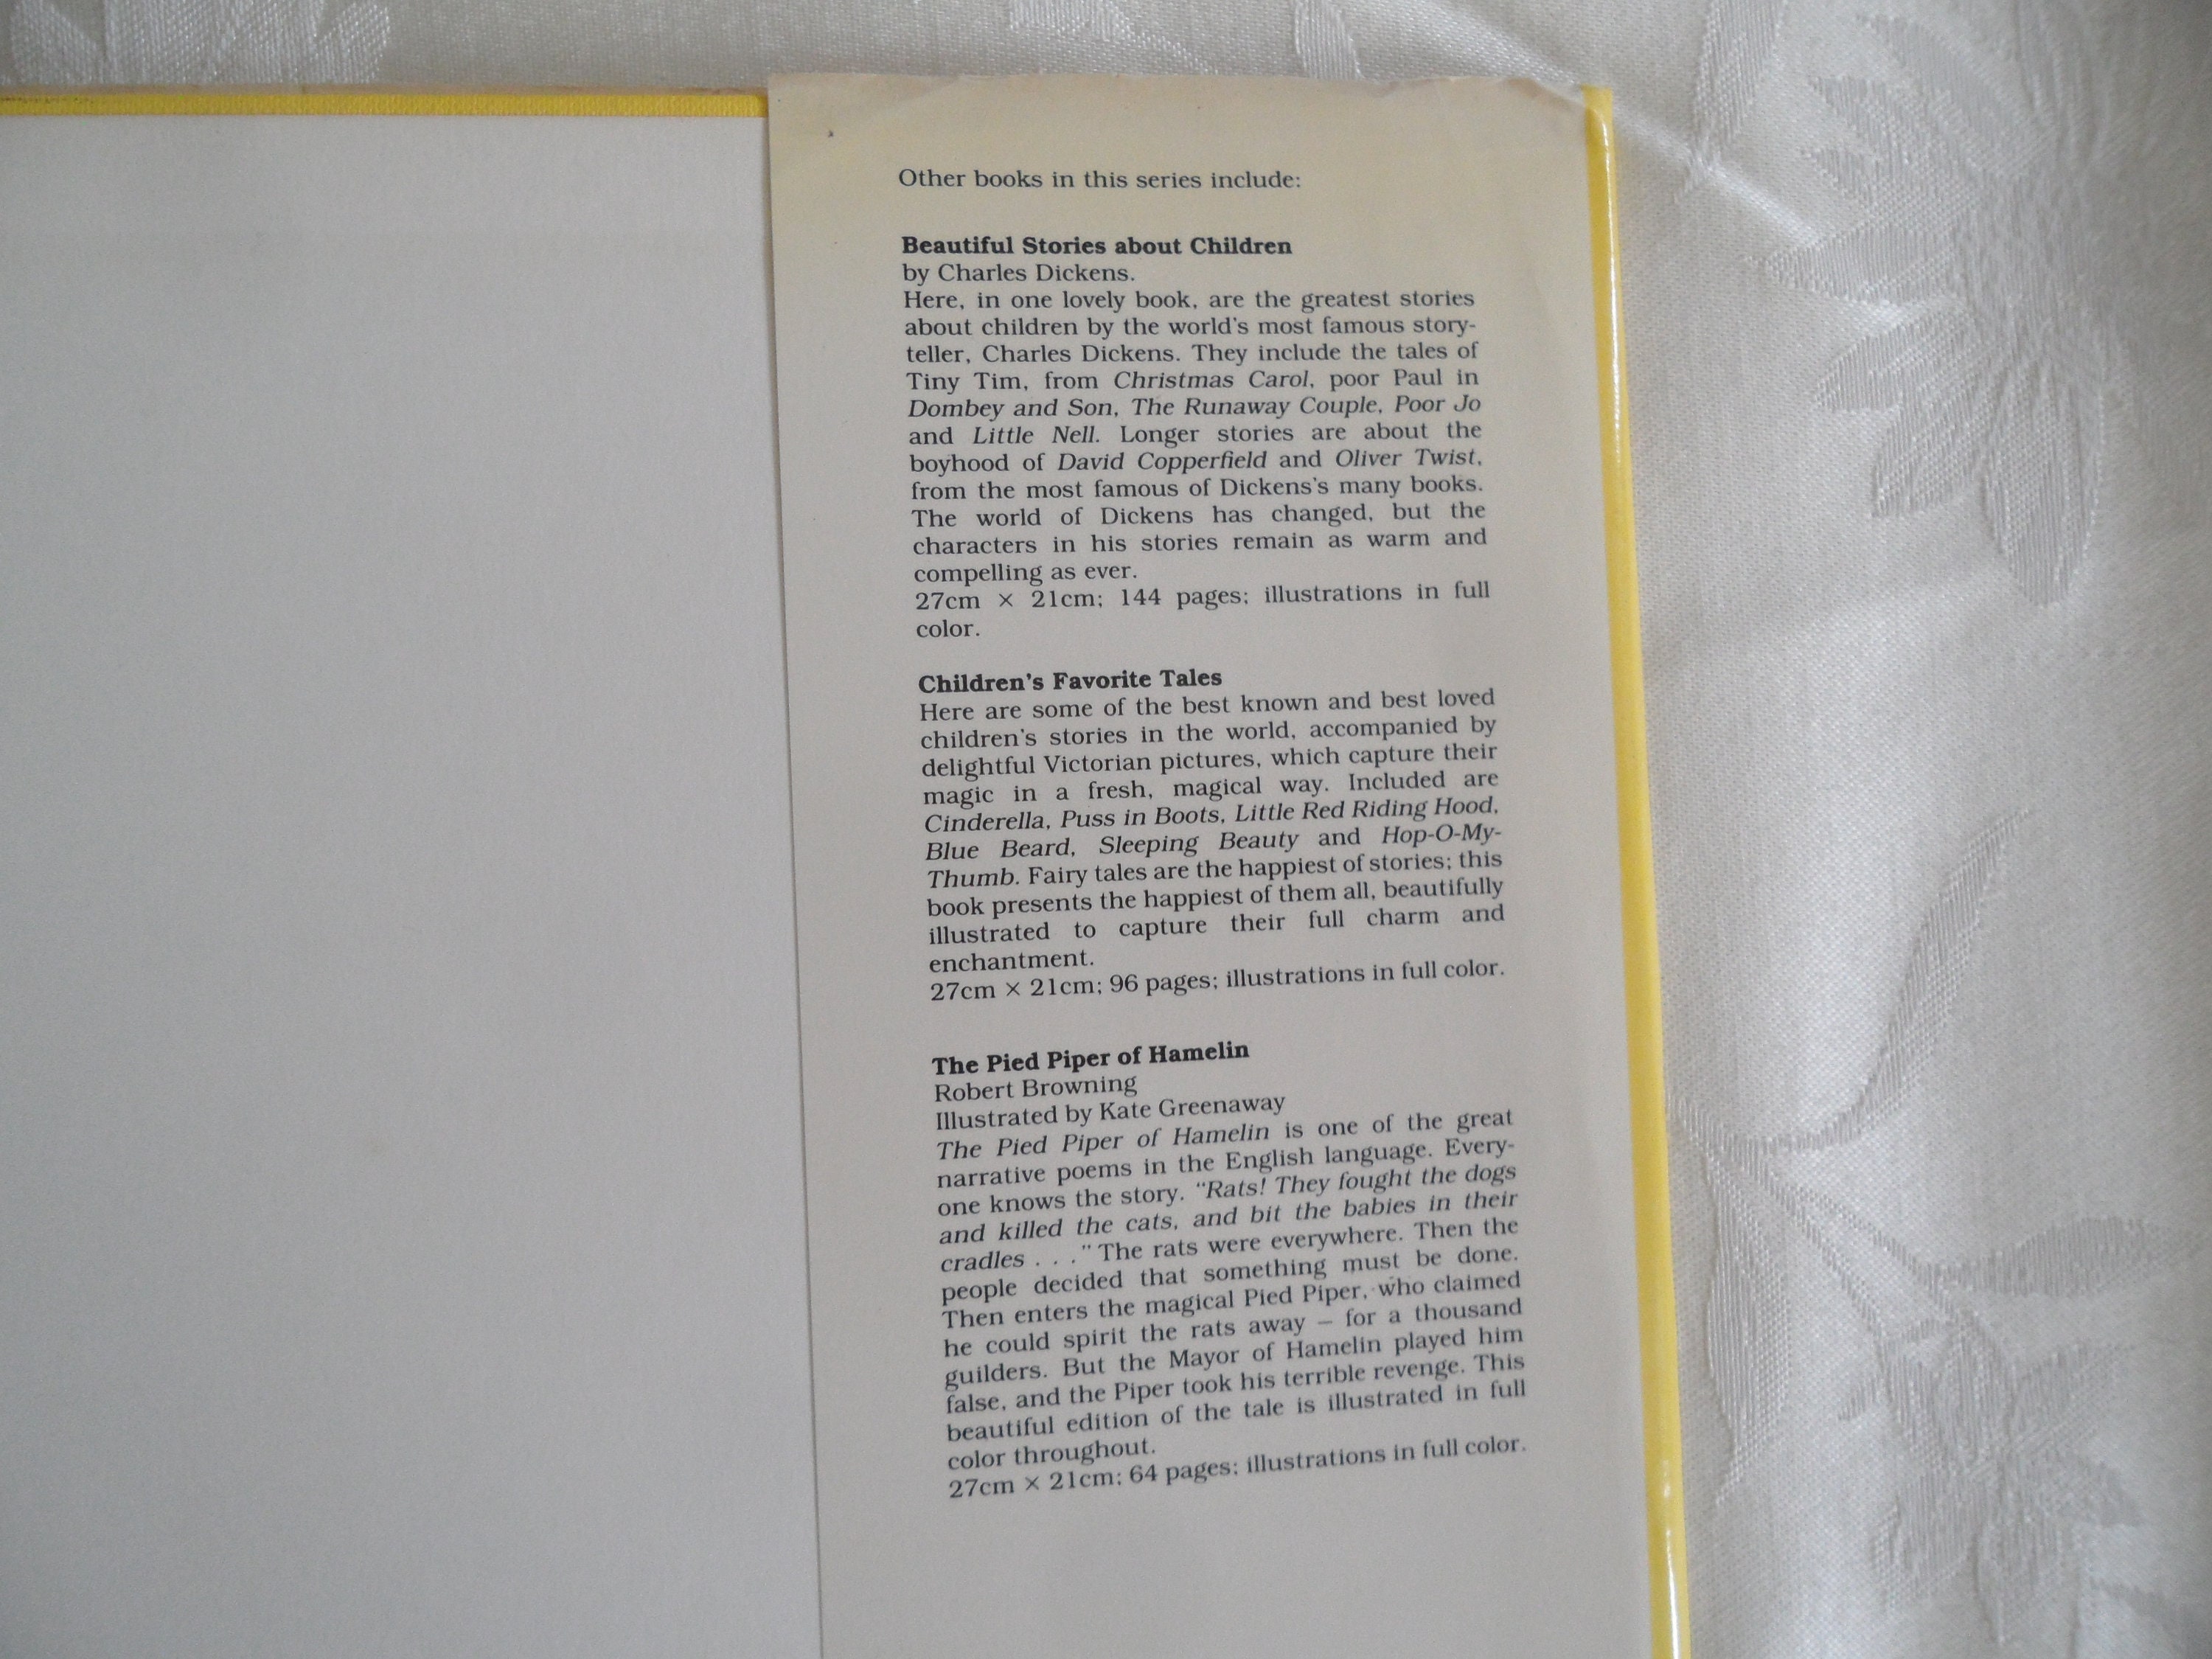 Other books in this series include:
Beautiful Stories about Children
by Charles Dickens.
Here, in one lovely book, are the greatest stories
about children by the world's most famous story-
teller, Charles Dickens. They include the tales of
Tiny Tim, from Christmas Carol, poor Paul in
Dombey and Son, The Runaway Couple, Poor Jo
and Little Nell. Longer stories are about the
boyhood of David Copperfield and Oliver Twist,
from the most famous of Dickens's many books.
The world of Dickens has changed, but the
characters in his stories remain as warm and
compelling as ever.
27cm × 21cm; 144 pages; illustrations in full
color.
Children's Favorite Tales
Here are some of the best known and best loved
children's stories in the world, accompanied by
delightful Victorian pictures, which capture their
magic in a fresh, magical way. Included are
Cinderella, Puss in Boots, Little Red Riding Hood,
Blue Beard, Sleeping Beauty and Hop-O-My-
Thumb. Fairy tales are the happiest of stories; this
book presents the happiest of them all, beautifully
illustrated to capture their full charm and
enchantment.
27cm × 21cm; 96 pages; illustrations in full color.
The Pied Piper of Hamelin
Robert Browning
Illustrated by Kate Greenaway
The Pied Piper of Hamelin is one of the great
narrative poems in the English language. Every-
one knows the story. "Rats! They fought the dogs
and killed the cats, and bit the babies in their
cradles . . ." The rats were everywhere. Then the
people decided that something must be done.
Then enters the magical Pied Piper, who claimed
he could spirit the rats away – for a thousand
guilders. But the Mayor of Hamelin played him
false, and the Piper took his terrible revenge. This
beautiful edition of the tale is illustrated in full
color throughout.
27cm × 21cm; 64 pages; illustrations in full color.